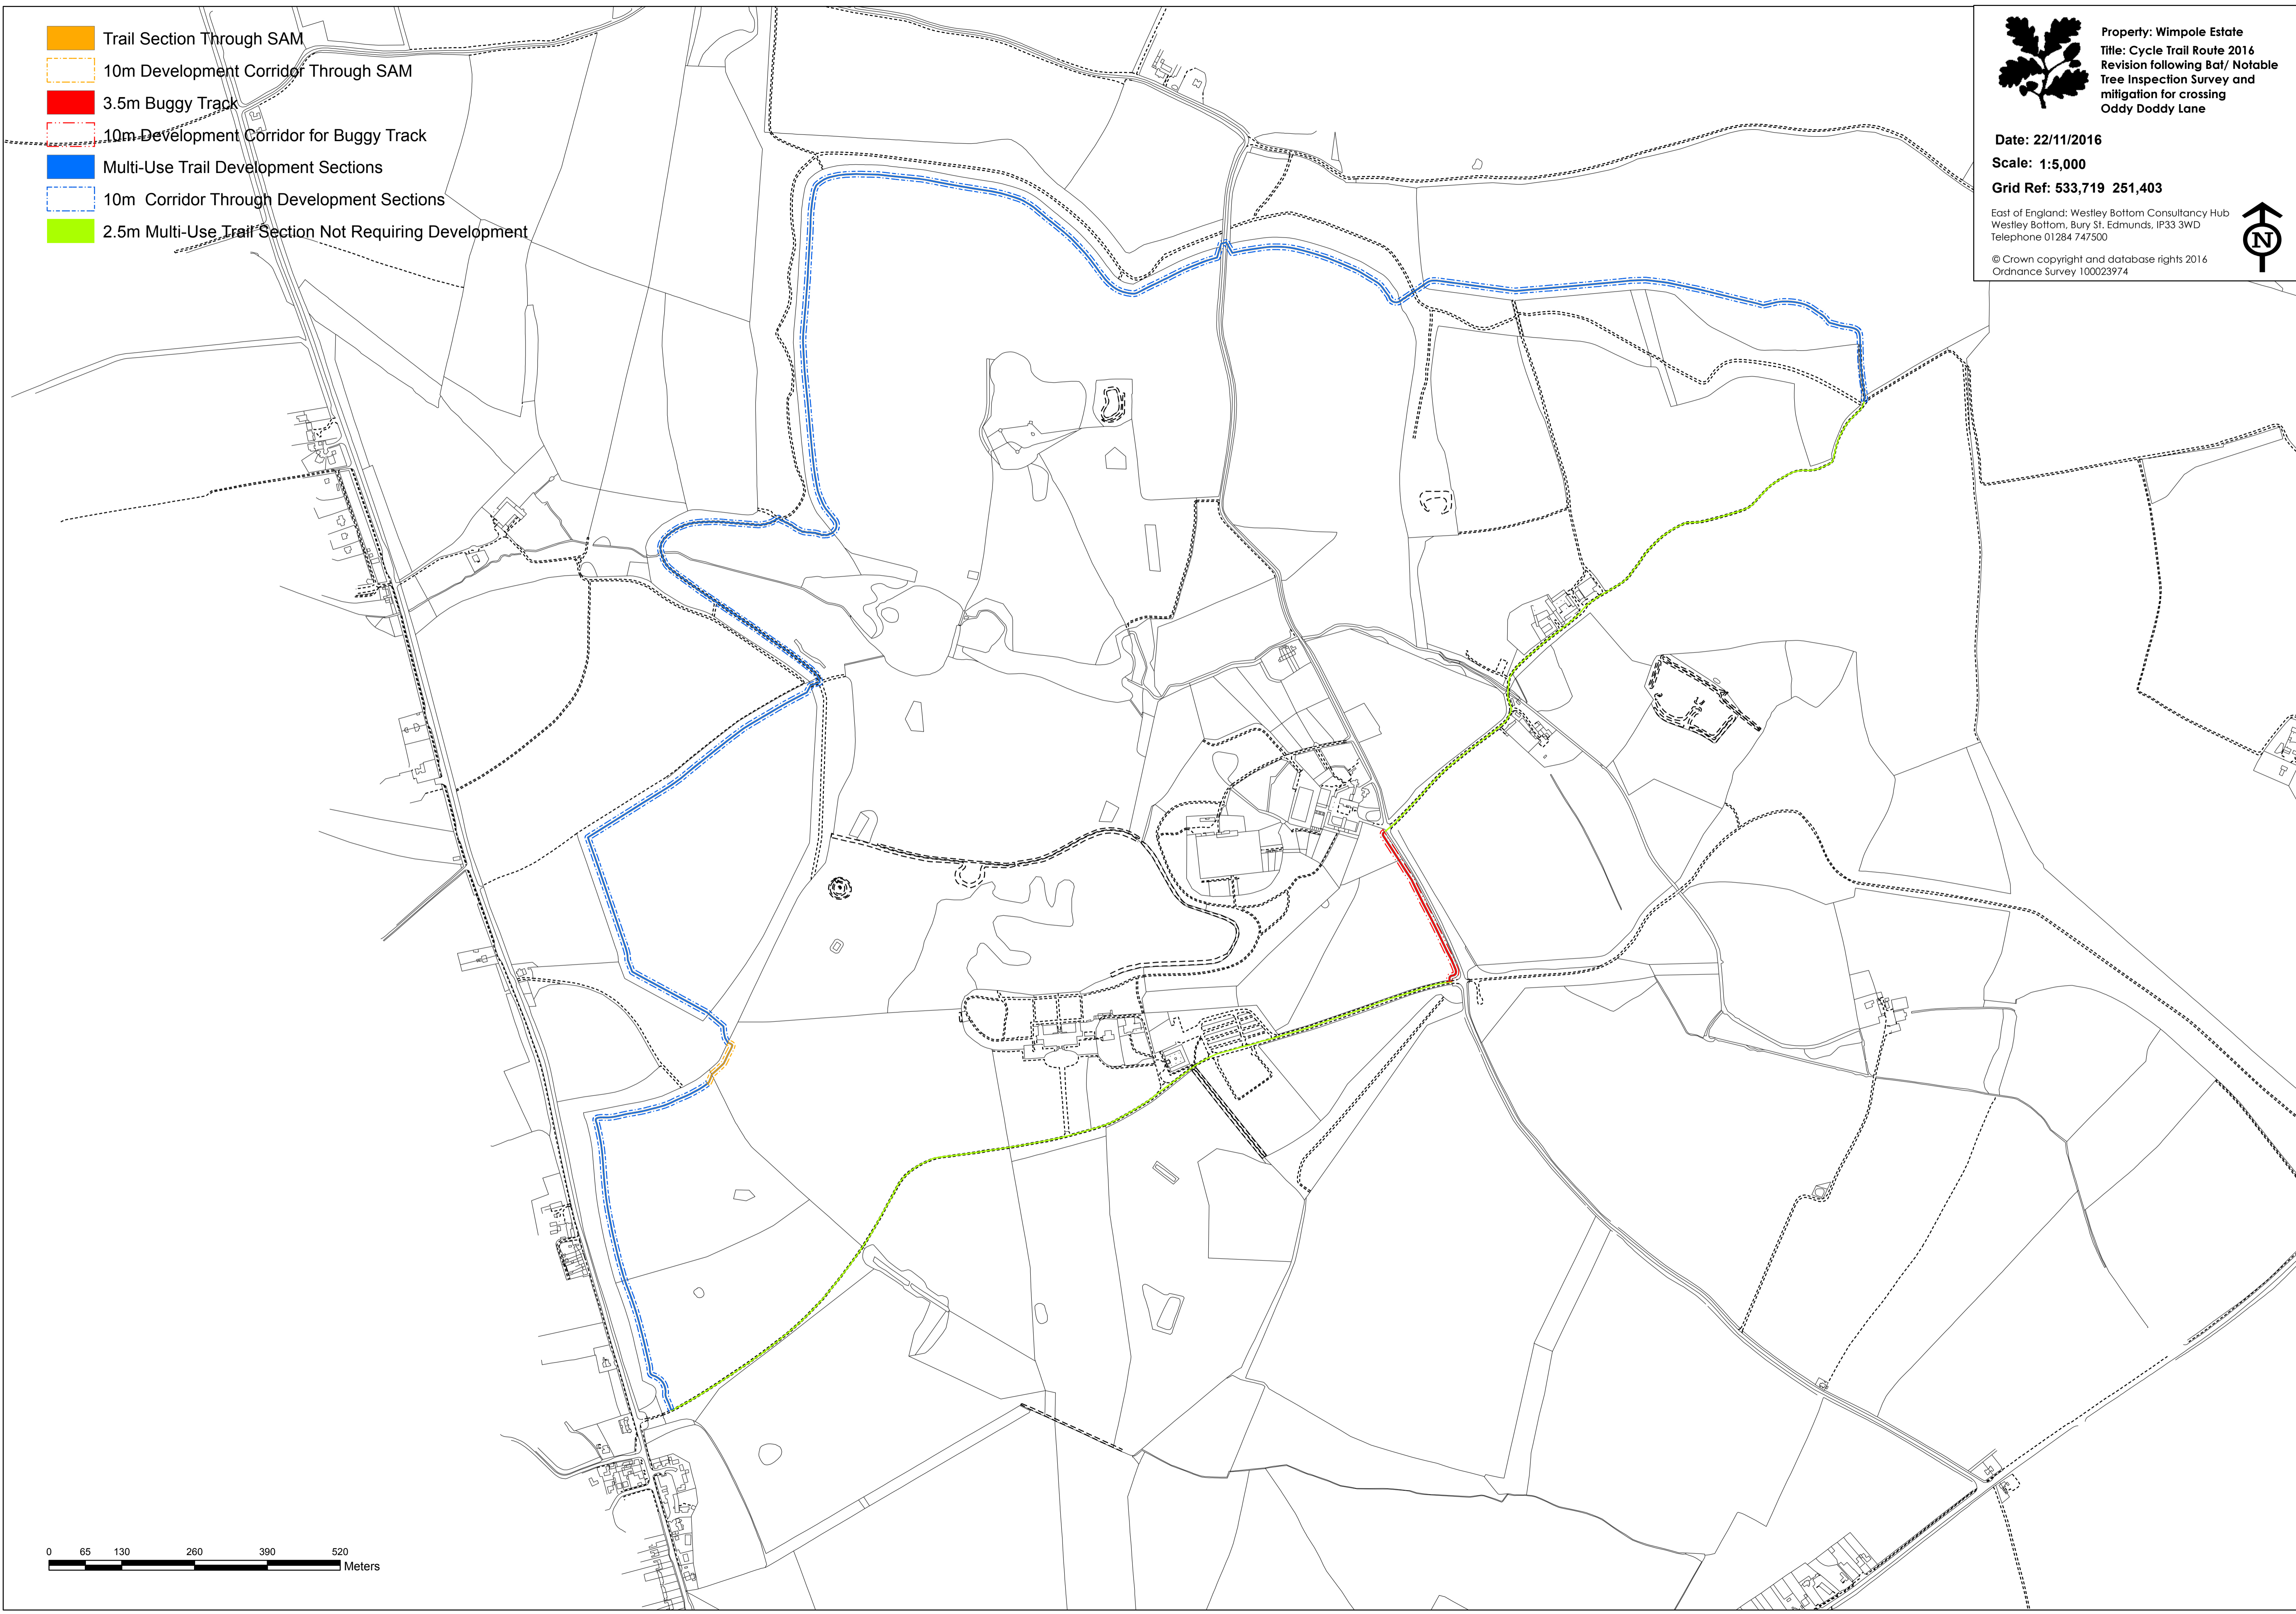 Trail Section Through SAM
10m Development Corridor Through SAM
3.5m Buggy Track
10m Development Corridor for Buggy Track
Multi-Use Trail Development Sections
10m Corridor Through Development Sections
2.5m Multi-Use Trail Section Not Requiring Development
Property: Wimpole Estate
Title: Cycle Trail Route 2016
Revision following Bat/ Notable
Tree Inspection Survey and
mitigation for crossing
Oddy Doddy Lane
Date: 22/11/2016
Scale: 1:5,000
Grid Ref: 533,719 251,403
East of England: Westley Bottom Consultancy Hub
Westley Bottom, Bury St. Edmunds, IP33 3WD
Telephone 01284 747500
N
© Crown copyright and database rights 2016
Ordnance Survey 100023974
0 65 130 260 390 520
Meters